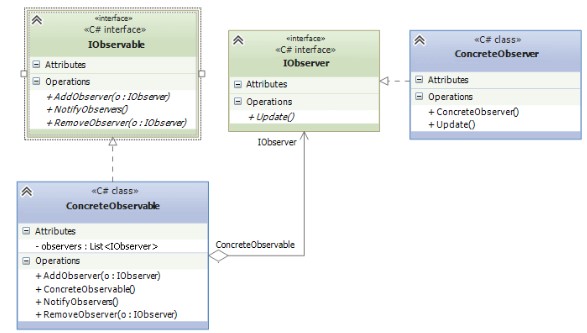 «interface»
«C# interface»
IObservable
Attributes
Operations
+ AddObserver(o : IObserver)
+ NotifyObservers()
+ RemoveObserver(o : IObserver)
«interface»
«C# interface»
IObserver
Attributes
Operations
+ Update()
«C# class»
ConcreteObserver
Attributes
Operations
+ ConcreteObserver()
+ Update()
IObserver
ConcreteObservable
«C# class»
ConcreteObservable
Attributes
- observers : List<IObserver>
Operations
+ AddObserver(o : IObserver)
+ ConcreteObservable()
+ NotifyObservers()
+ RemoveObserver(o : IObserver)